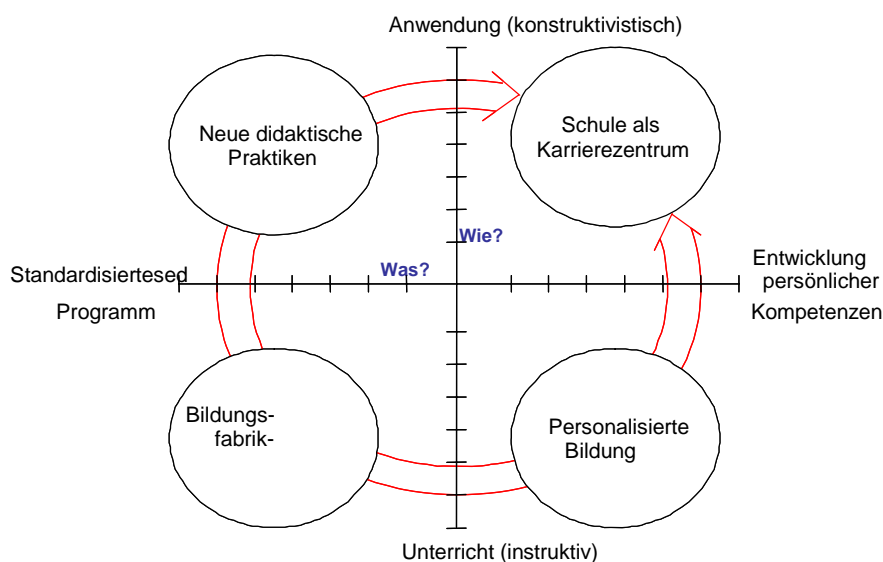 Anwendung (konstruktivistisch)
Neue didaktische
Praktiken
Schule als
Karrierezentrum
Wie?
Was?
Standardisiertesed
Programm
Entwicklung
persönlicher
Kompetenzen
Bildungs-
fabrik-
Personalisierte
Bildung
Unterricht (instruktiv)